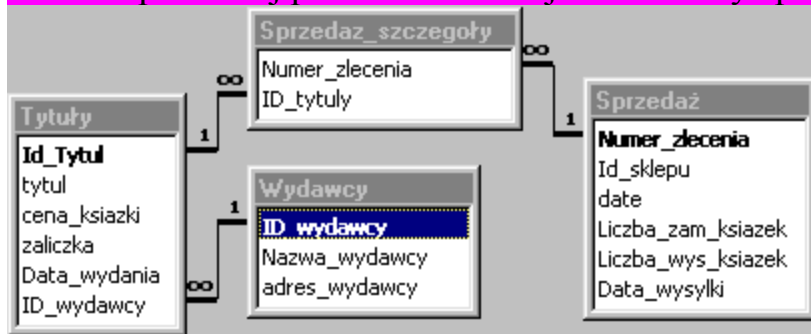 Sprzedaz_szczegoły
Numer_zlecenia
ID_tytuly
Tytuły
Id_Tytul
tytul
cena_ksiazki
zaliczka
Data_wydania
ID_wydawcy
Wydawcy
ID_wydawcy
Nazwa_wydawcy
adres_wydawcy
Sprzedaż
Numer_zlecenia
Id_sklepu
date
Liczba_zam_ksiazek
Liczba_wys_ksiazek
Data_wysylki
∞
1
∞
1
1
∞